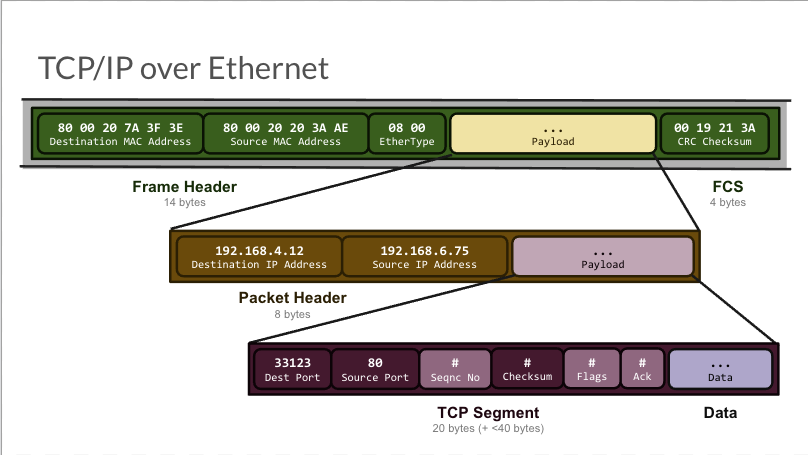 TCP/IP over Ethernet
80 00 20 7A 3F 3E
Destination MAC Address
80 00 20 20 3A AE
Source MAC Address
08 00
EtherType
...
Payload
00 19 21 3A
CRC Checksum
Frame Header
14 bytes
FCS
4 bytes
192.168.4.12
Destination IP Address
192.168.6.75
Source IP Address
...
Payload
Packet Header
8 bytes
33123
Dest Port
80
Source Port
#
Seqnc No
#
Checksum
#
Flags
#
Ack
...
Data
TCP Segment
20 bytes (+ <40 bytes)
Data